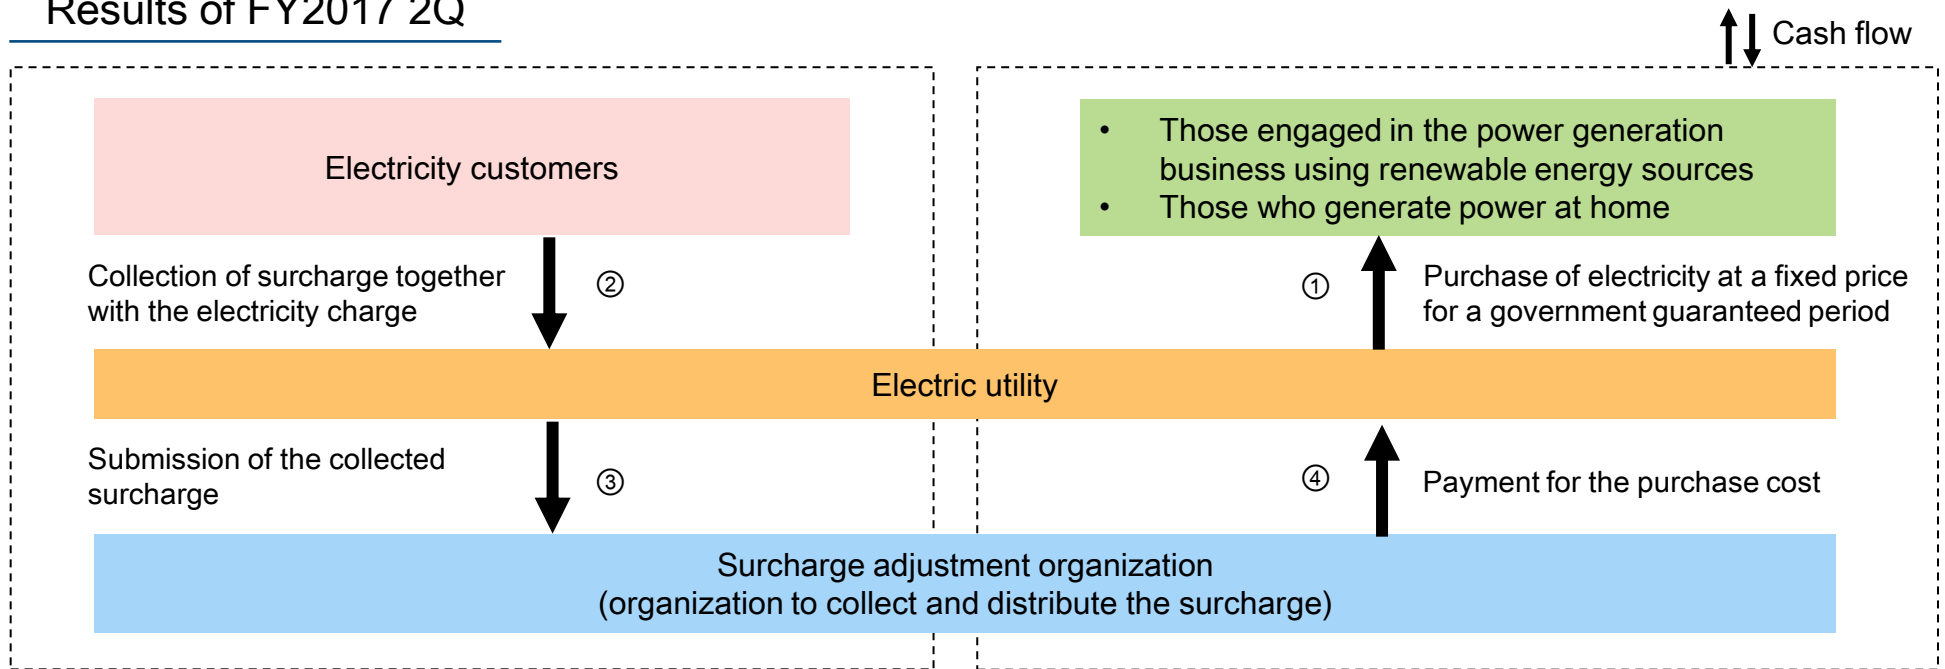 Results of FY2017 2Q
Cash flow
Electricity customers
• Those engaged in the power generation
business using renewable energy sources
• Those who generate power at home
Collection of surcharge together
with the electricity charge
②
①
Purchase of electricity at a fixed price
for a government guaranteed period
Electric utility
Submission of the collected
surcharge
③
④
Payment for the purchase cost
Surcharge adjustment organization
(organization to collect and distribute the surcharge)